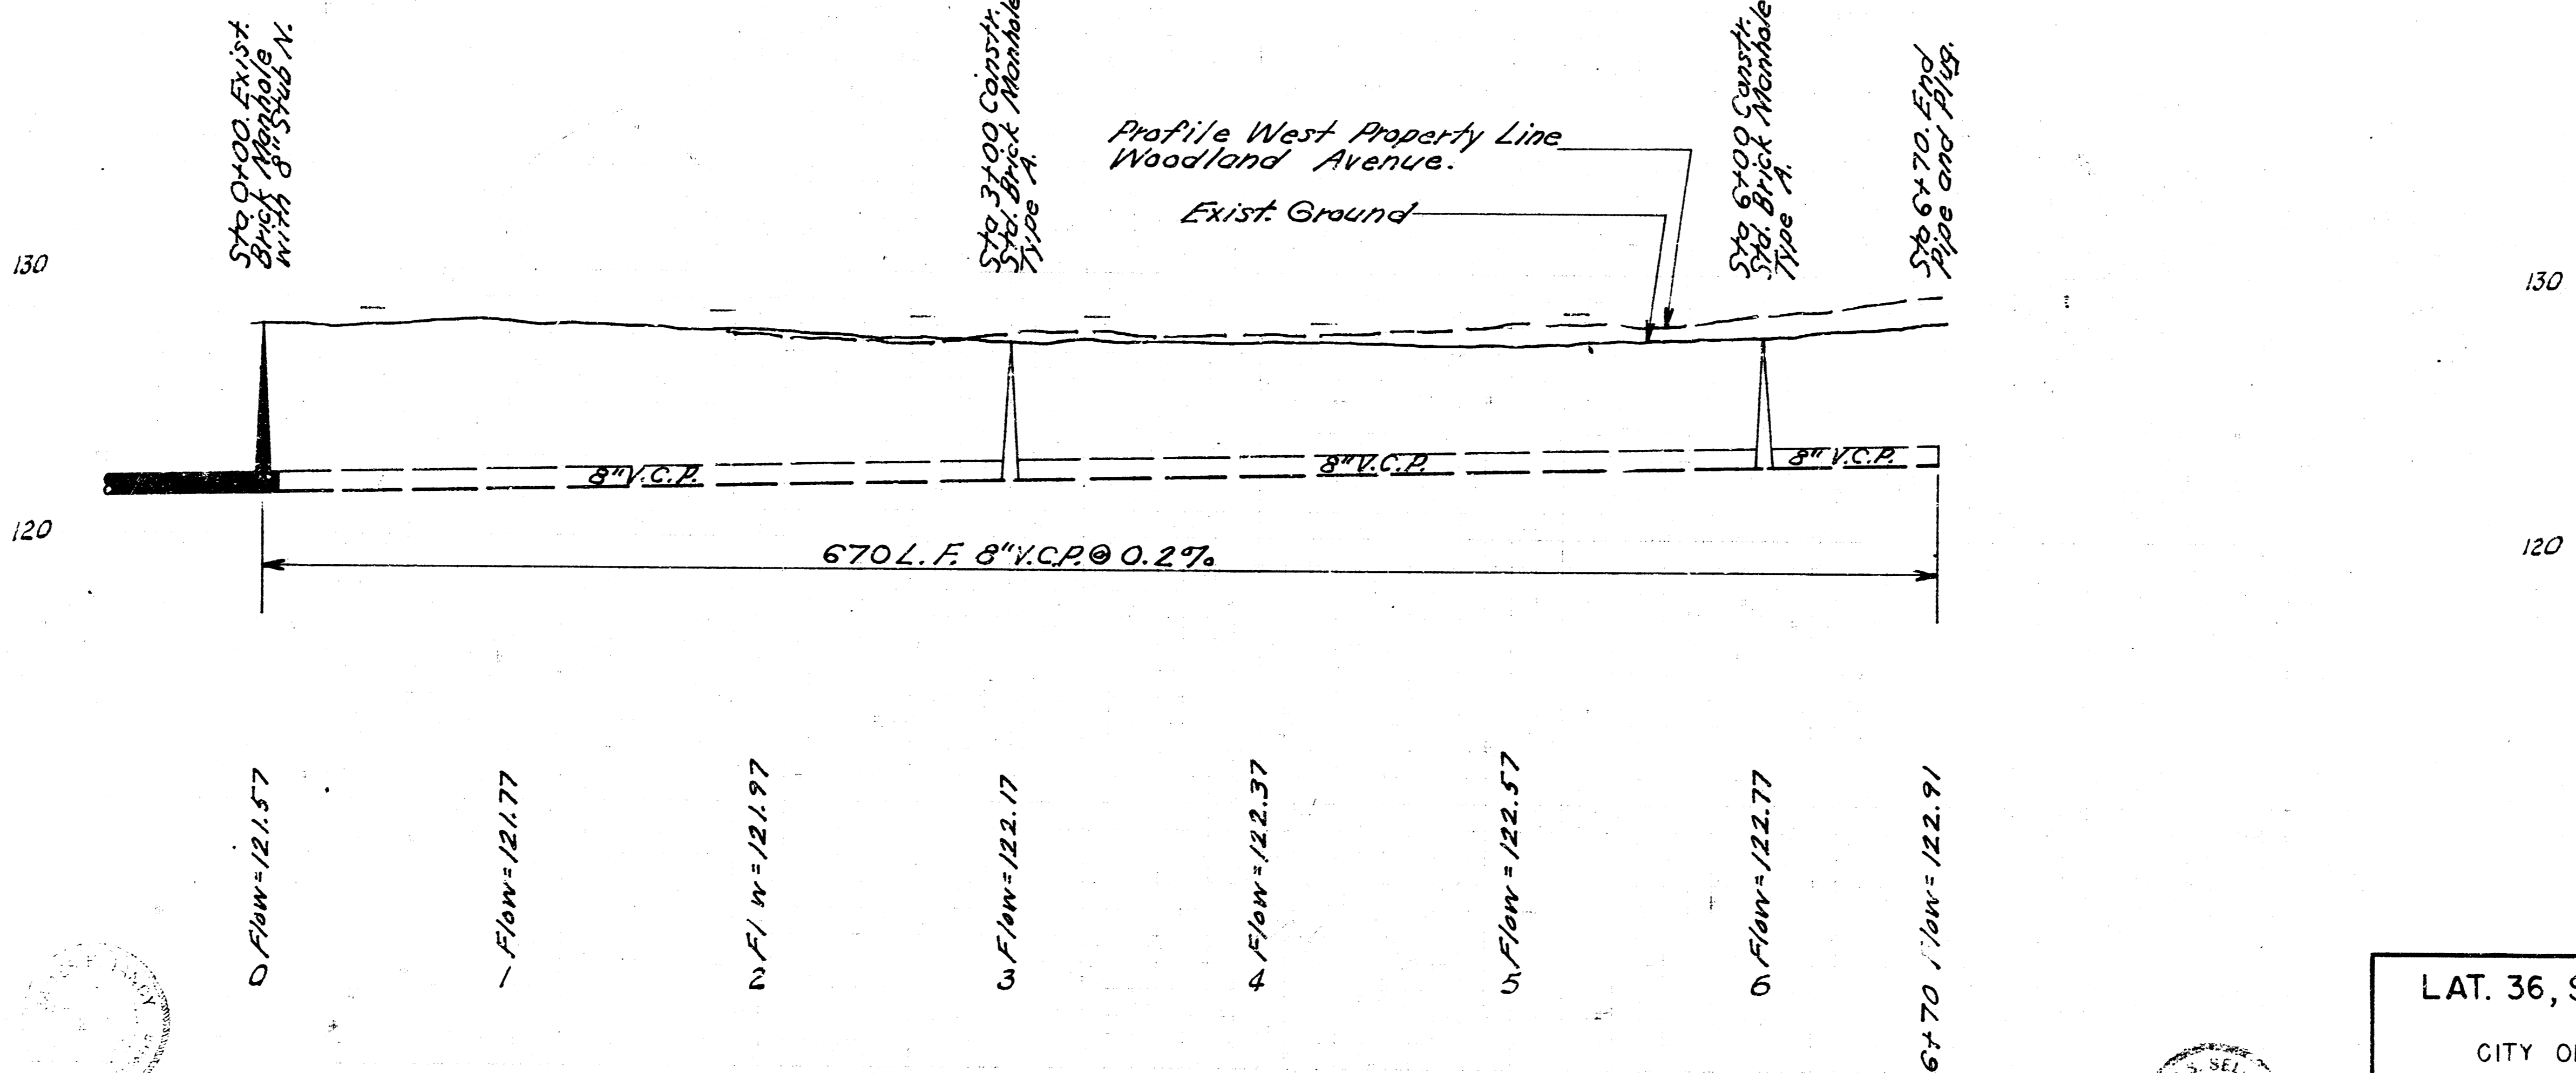 Sta. 0+00. Exist.
Brick Manhole
with 8" Stub N.
Sta 3+00 Constr.
Std. Brick Manhole
Type A.
Profile West Property Line
Woodland Avenue.
Exist. Ground
Sta 6+00 Constr.
Std. Brick Manhole
Type A.
Sta 6+70. End
Pipe and Plug.
130
130
8" V.C.P.
8" V.C.P.
8" V.C.P.
120
120
670 L. F. 8" V.C.P. @ 0.2%
0 Flow = 121.57
1 Flow = 121.77
2 Fl w = 121.97
3 Flow = 122.17
4 Flow = 122.37
5 Flow = 122.57
6 Flow = 122.77
6+70 Flow = 122.91
LAT. 36, S
CITY O